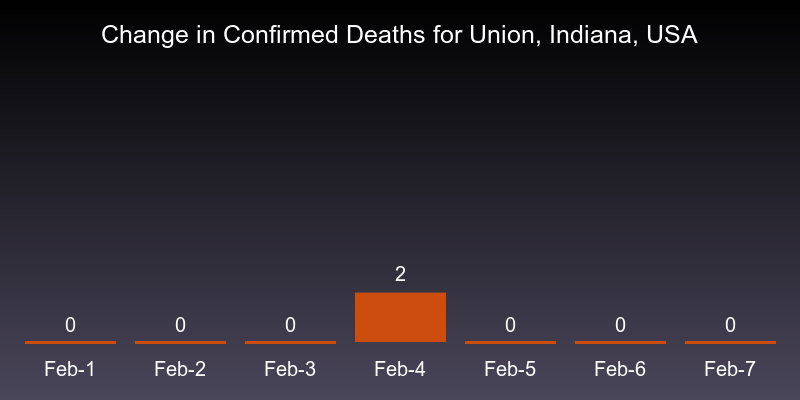 Change in Confirmed Deaths for Union, Indiana, USA
2
0 0 0 0 0 0
Feb-1 Feb-2 Feb-3 Feb-4 Feb-5 Feb-6 Feb-7